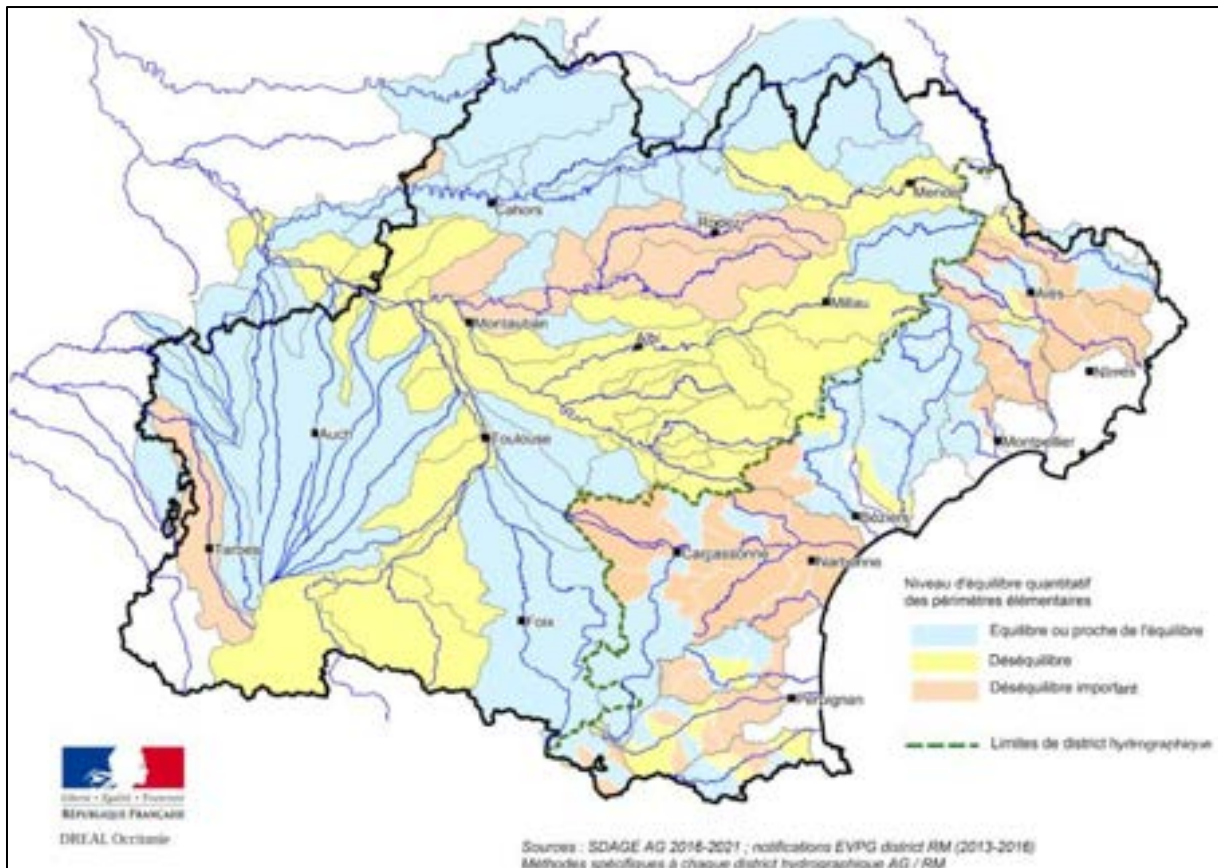 Mende
Cahors
Rodez
Alès
Millau
Montauban
Albi
Nîmes
Auch
Toulouse
Montpellier
Béziers
Tarbes
Carcassonne
Narbonne
Foix
Perpignan
Niveau d'équilibre quantitatif
des périmètres élémentaires
Equilibre ou proche de l'équilibre
Déséquilibre
Déséquilibre important
Limites de district hydrographique
Liberté • Égalité • Fraternité
RÉPUBLIQUE FRANÇAISE
DREAL Occitanie
Sources : SDAGE AG 2016-2021 ; notifications EVPG district RM (2013-2016)
Méthodes spécifiques à chaque district hydrographique AG / RM